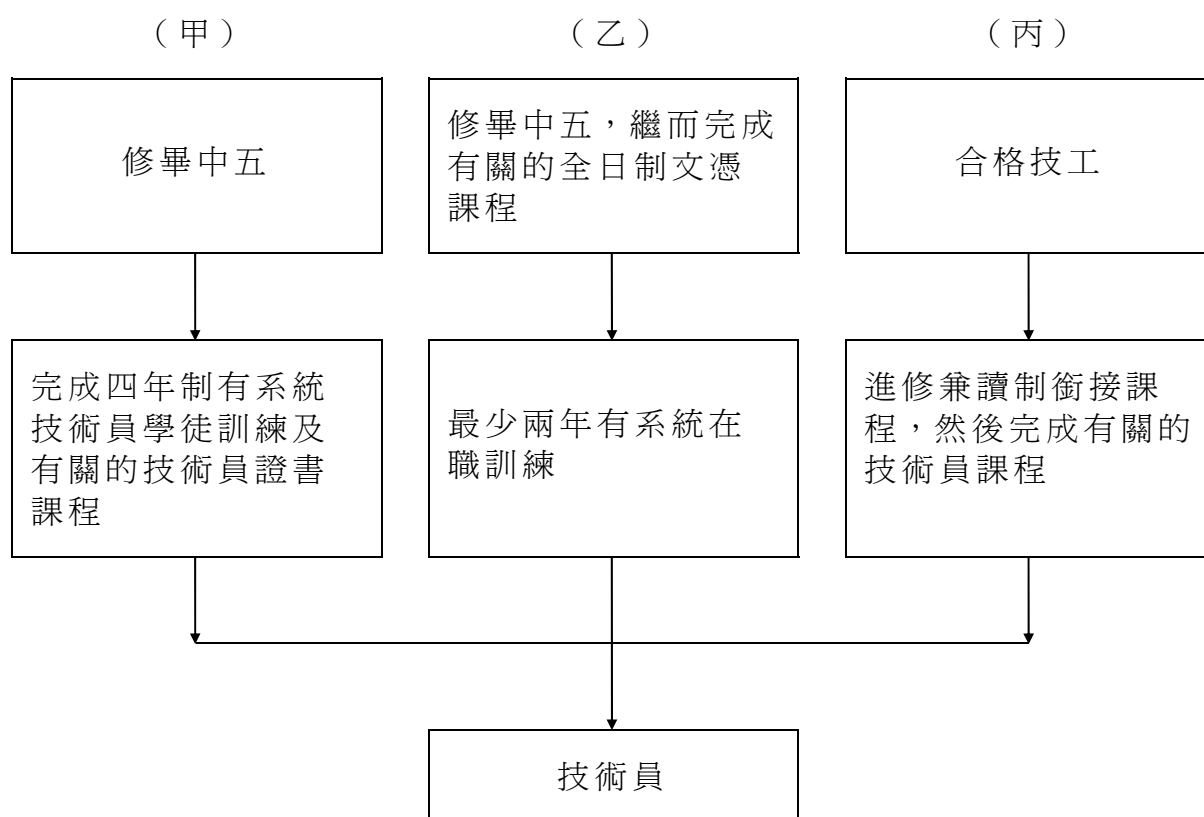 （甲）
（乙）
（丙）
修畢中五
修畢中五，繼而完成
有關的全日制文憑
課程
合格技工
完成四年制有系統
技術員學徒訓練及
有關的技術員證書
課程
最少兩年有系統在
職訓練
進修兼讀制銜接課
程，然後完成有關的
技術員課程
技術員